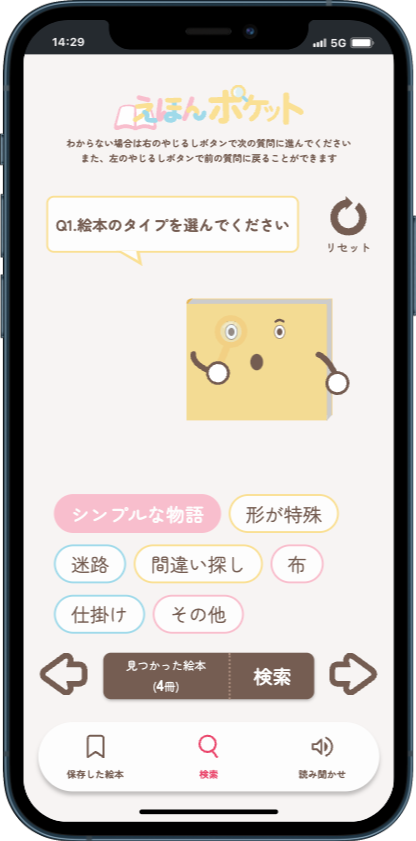 14:29
5G
えほんポケット
わからない場合は右のやじるしボタンで次の質問に進んでください
また、左のやじるしボタンで前の質問に戻ることができます
Q1.絵本のタイプを選んでください
リセット
シンプルな物語
形が特殊
迷路
間違い探し
布
仕掛け
その他
見つかった絵本
(4冊)
検索
保存した絵本
検索
読み聞かせ